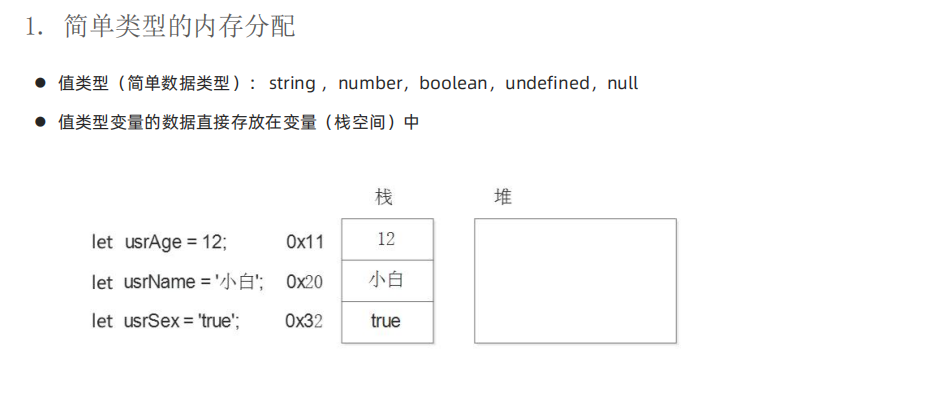 1. 简单类型的内存分配
● 值类型（简单数据类型）： string ，number，boolean，undefined，null
● 值类型变量的数据直接存放在变量（栈空间）中
栈 堆
let usrAge = 12; 0x11 12
let usrName = '小白'; 0x20 小白
let usrSex = 'true'; 0x32 true